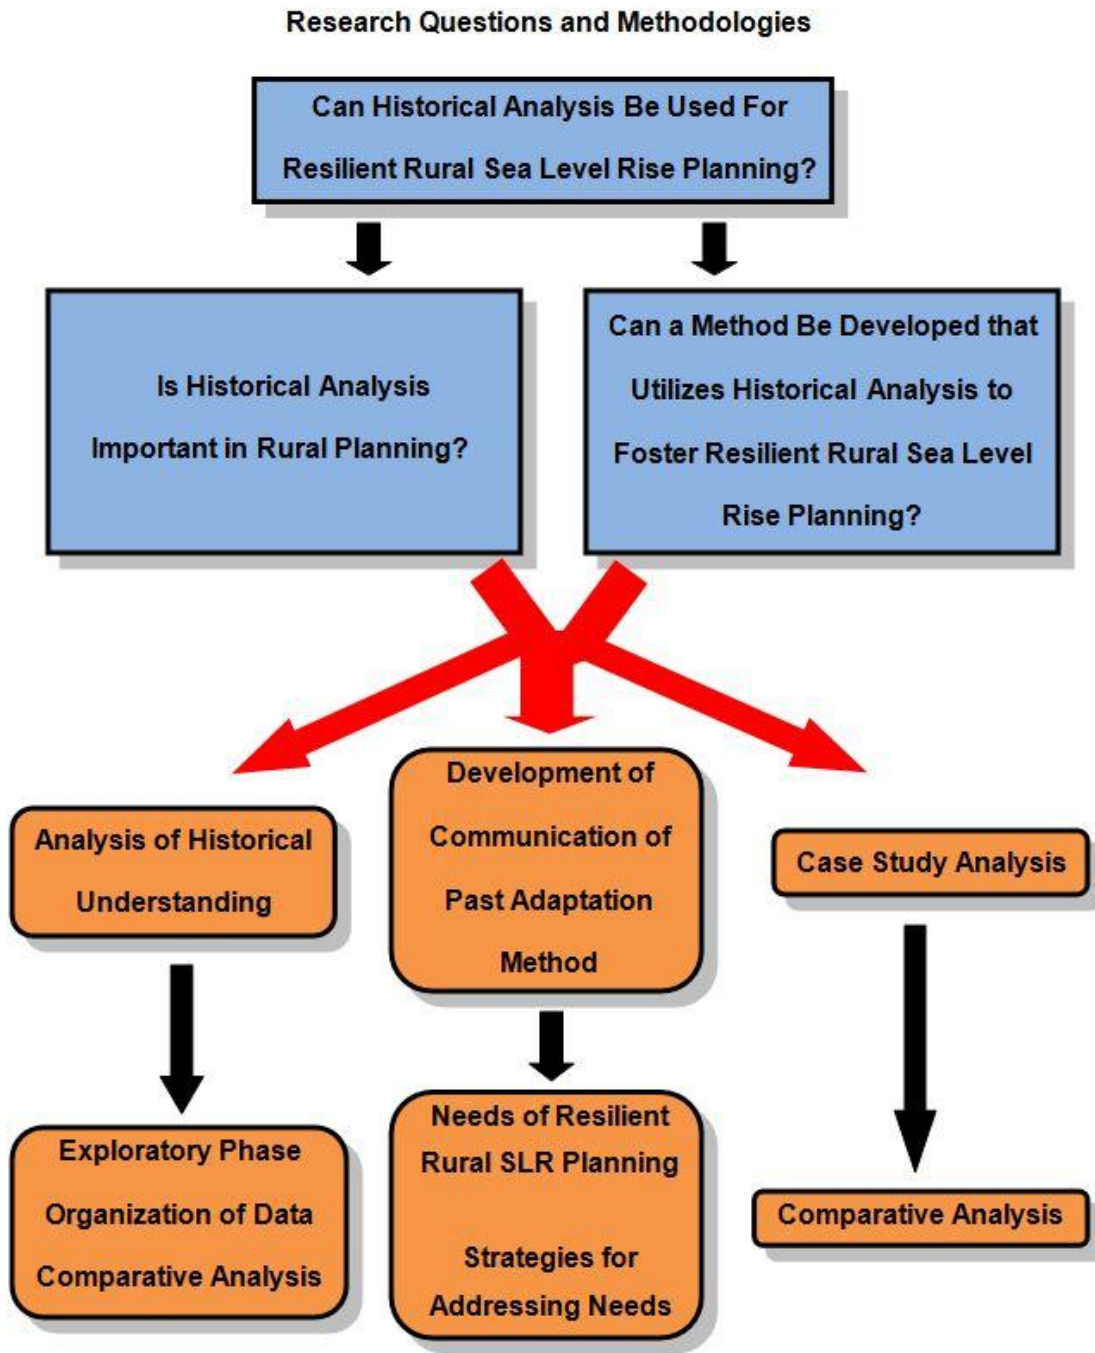 Research Questions and Methodologies
Can Historical Analysis Be Used For
Resilient Rural Sea Level Rise Planning?
Is Historical Analysis
Important in Rural Planning?
Can a Method Be Developed that
Utilizes Historical Analysis to
Foster Resilient Rural Sea Level
Rise Planning?
Analysis of Historical
Understanding
Development of
Communication of
Past Adaptation
Method
Case Study Analysis
Exploratory Phase
Organization of Data
Comparative Analysis
Needs of Resilient
Rural SLR Planning
Strategies for
Addressing Needs
Comparative Analysis